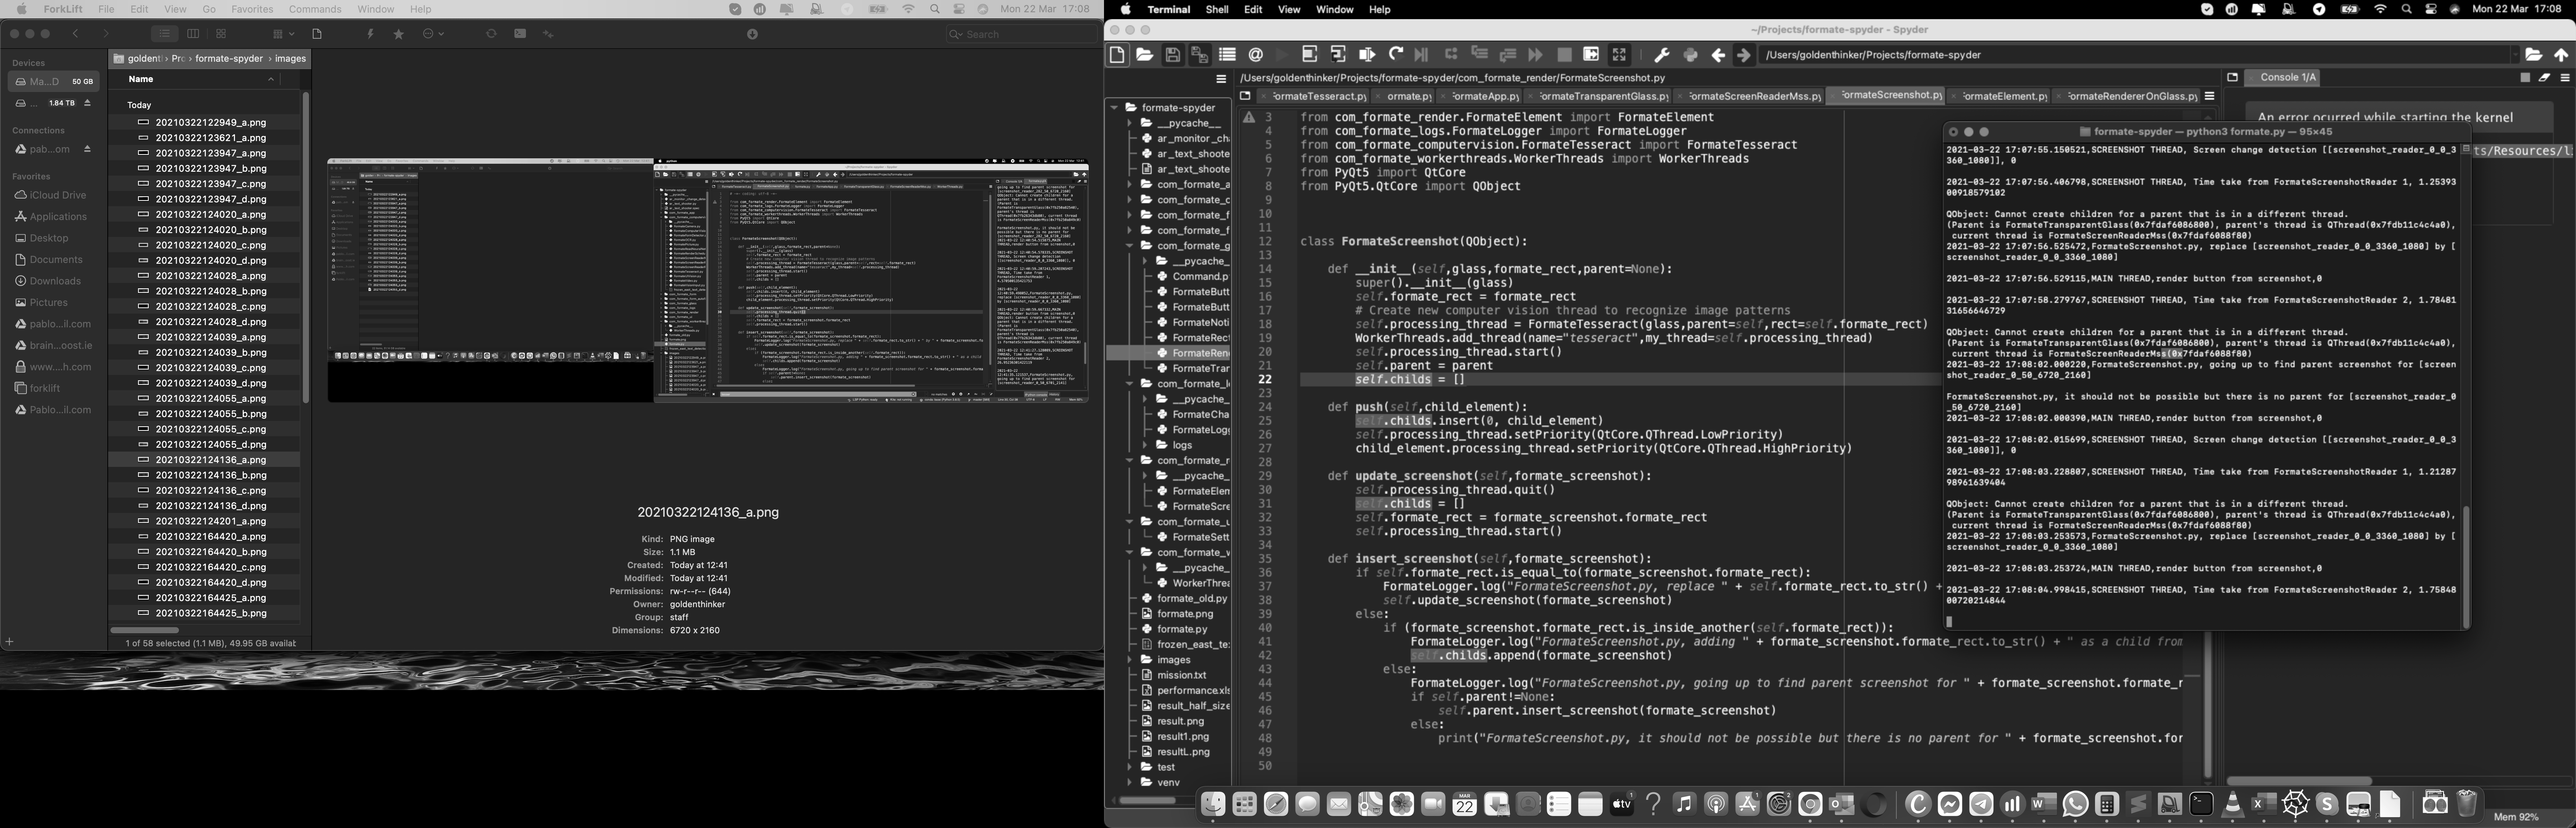 ForkLift File Edit View Go Favorites Commands Window Help
Mon 22 Mar 17:08
Search
Devices
Ma...D 50 GB
... 1.84 TB
Connections
pab...om
Favorites
iCloud Drive
Applications
Desktop
Documents
Downloads
Pictures
pablo...il.com
brain...oost.ie
www....h.com
forklift
Pablo...il.com
goldent › Pr › formate-spyder › images
Name
Today
20210322122949_a.png
20210322123621_a.png
20210322123947_a.png
20210322123947_b.png
20210322123947_c.png
20210322123947_d.png
20210322124020_a.png
20210322124020_b.png
20210322124020_c.png
20210322124020_d.png
20210322124028_a.png
20210322124028_b.png
20210322124028_c.png
20210322124028_d.png
20210322124039_a.png
20210322124039_b.png
20210322124039_c.png
20210322124039_d.png
20210322124055_a.png
20210322124055_b.png
20210322124055_c.png
20210322124055_d.png
20210322124136_a.png
20210322124136_b.png
20210322124136_c.png
20210322124136_d.png
20210322124201_a.png
20210322164420_a.png
20210322164420_b.png
20210322164420_c.png
20210322164420_d.png
20210322164425_a.png
20210322164425_b.png
1 of 58 selected (1.1 MB), 49.95 GB availat
20210322124136_a.png
Kind: PNG image
Size: 1.1 MB
Created: Today at 12:41
Modified: Today at 12:41
Permissions: rw-r--r-- (644)
Owner: goldenthinker
Group: staff
Dimensions: 6720 x 2160
Terminal Shell Edit View Window Help
Mon 22 Mar 17:08
~/Projects/formate-spyder - Spyder
/Users/goldenthinker/Projects/formate-spyder
/Users/goldenthinker/Projects/formate-spyder/com_formate_render/FormateScreenshot.py
ormateTesseract.py ormate.py ormateApp.py ormateTransparentGlass.py ormateScreenReaderMss.py ormateScreenshot.py ormateElement.py ormateRendererOnGlass.py
Console 1/A
An error ocurred while starting the kernel
ts/Resources/l
formate-spyder
__pycache__
ar_monitor_cha
ar_text_shoote
ar_text_shoote
com_formate_a
com_formate_c
com_formate_f
com_formate_f
com_formate_g
__pycache_
Command.p
FormateButt
FormateButt
FormateNoti
FormateRect
FormateRen
FormateTran
com_formate_l
__pycache_
FormateCha
FormateLogg
logs
com_formate_r
__pycache_
FormateElem
FormateScre
com_formate_u
FormateSett
com_formate_w
__pycache_
WorkerThrea
formate_old.py
formate.png
formate.py
frozen_east_te
images
mission.txt
performance.xls
result_half_size
result.png
result1.png
resultL.png
test
venv
3 from com_formate_render.FormateElement import FormateElement
4 from com_formate_logs.FormateLogger import FormateLogger
5 from com_formate_computervision.FormateTesseract import FormateTesseract
6 from com_formate_workerthreads.WorkerThreads import WorkerThreads
7 from PyQt5 import QtCore
8 from PyQt5.QtCore import QObject
9
10
11
12 class FormateScreenshot(QObject):
13
14 def __init__(self,glass,formate_rect,parent=None):
15 super().__init__(glass)
16 self.formate_rect = formate_rect
17 # Create new computer vision thread to recognize image patterns
18 self.processing_thread = FormateTesseract(glass,parent=self,rect=self.formate_rect)
19 WorkerThreads.add_thread(name="tesseract",my_thread=self.processing_thread)
20 self.processing_thread.start()
21 self.parent = parent
22 self.childs = []
23
24 def push(self,child_element):
25 self.childs.insert(0, child_element)
26 self.processing_thread.setPriority(QtCore.QThread.LowPriority)
27 child_element.processing_thread.setPriority(QtCore.QThread.HighPriority)
28
29 def update_screenshot(self,formate_screenshot):
30 self.processing_thread.quit()
31 self.childs = []
32 self.formate_rect = formate_screenshot.formate_rect
33 self.processing_thread.start()
34
35 def insert_screenshot(self,formate_screenshot):
36 if self.formate_rect.is_equal_to(formate_screenshot.formate_rect):
37 FormateLogger.log("FormateScreenshot.py, replace " + self.formate_rect.to_str() +
38 self.update_screenshot(formate_screenshot)
39 else:
40 if (formate_screenshot.formate_rect.is_inside_another(self.formate_rect)):
41 FormateLogger.log("FormateScreenshot.py, adding " + formate_screenshot.formate_rect.to_str() + " as a child from
42 self.childs.append(formate_screenshot)
43 else:
44 FormateLogger.log("FormateScreenshot.py, going up to find parent screenshot for " + formate_screenshot.formate_r
45 if self.parent!=None:
46 self.parent.insert_screenshot(formate_screenshot)
47 else:
48 print("FormateScreenshot.py, it should not be possible but there is no parent for " + formate_screenshot.for
49
50
formate-spyder — python3 formate.py — 95×45
2021-03-22 17:07:55.150521,SCREENSHOT THREAD, Screen change detection [[screenshot_reader_0_0_3
360_1080]], 0
2021-03-22 17:07:56.406798,SCREENSHOT THREAD, Time take from FormateScreenshotReader 1, 1.25393
00918579102
QObject: Cannot create children for a parent that is in a different thread.
(Parent is FormateTransparentGlass(0x7fdaf6086800), parent's thread is QThread(0x7fdb11c4c4a0),
current thread is FormateScreenReaderMss(0x7fdaf6088f80)
2021-03-22 17:07:56.525472,FormateScreenshot.py, replace [screenshot_reader_0_0_3360_1080] by [
screenshot_reader_0_0_3360_1080]
2021-03-22 17:07:56.529115,MAIN THREAD,render button from screenshot,0
2021-03-22 17:07:58.279767,SCREENSHOT THREAD, Time take from FormateScreenshotReader 2, 1.78481
31656646729
QObject: Cannot create children for a parent that is in a different thread.
(Parent is FormateTransparentGlass(0x7fdaf6086800), parent's thread is QThread(0x7fdb11c4c4a0),
current thread is FormateScreenReaderMss(0x7fdaf6088f80)
2021-03-22 17:08:02.000220,FormateScreenshot.py, going up to find parent screenshot for [screen
shot_reader_0_50_6720_2160]
FormateScreenshot.py, it should not be possible but there is no parent for [screenshot_reader_0
_50_6720_2160]
2021-03-22 17:08:02.000390,MAIN THREAD,render button from screenshot,0
2021-03-22 17:08:02.015699,SCREENSHOT THREAD, Screen change detection [[screenshot_reader_0_0_3
360_1080]], 0
2021-03-22 17:08:03.228807,SCREENSHOT THREAD, Time take from FormateScreenshotReader 1, 1.21287
98961639404
QObject: Cannot create children for a parent that is in a different thread.
(Parent is FormateTransparentGlass(0x7fdaf6086800), parent's thread is QThread(0x7fdb11c4c4a0),
current thread is FormateScreenReaderMss(0x7fdaf6088f80)
2021-03-22 17:08:03.253573,FormateScreenshot.py, replace [screenshot_reader_0_0_3360_1080] by [
screenshot_reader_0_0_3360_1080]
2021-03-22 17:08:03.253724,MAIN THREAD,render button from screenshot,0
2021-03-22 17:08:04.998415,SCREENSHOT THREAD, Time take from FormateScreenshotReader 2, 1.75848
00720214844
MAR
22
tv
Mem 92%